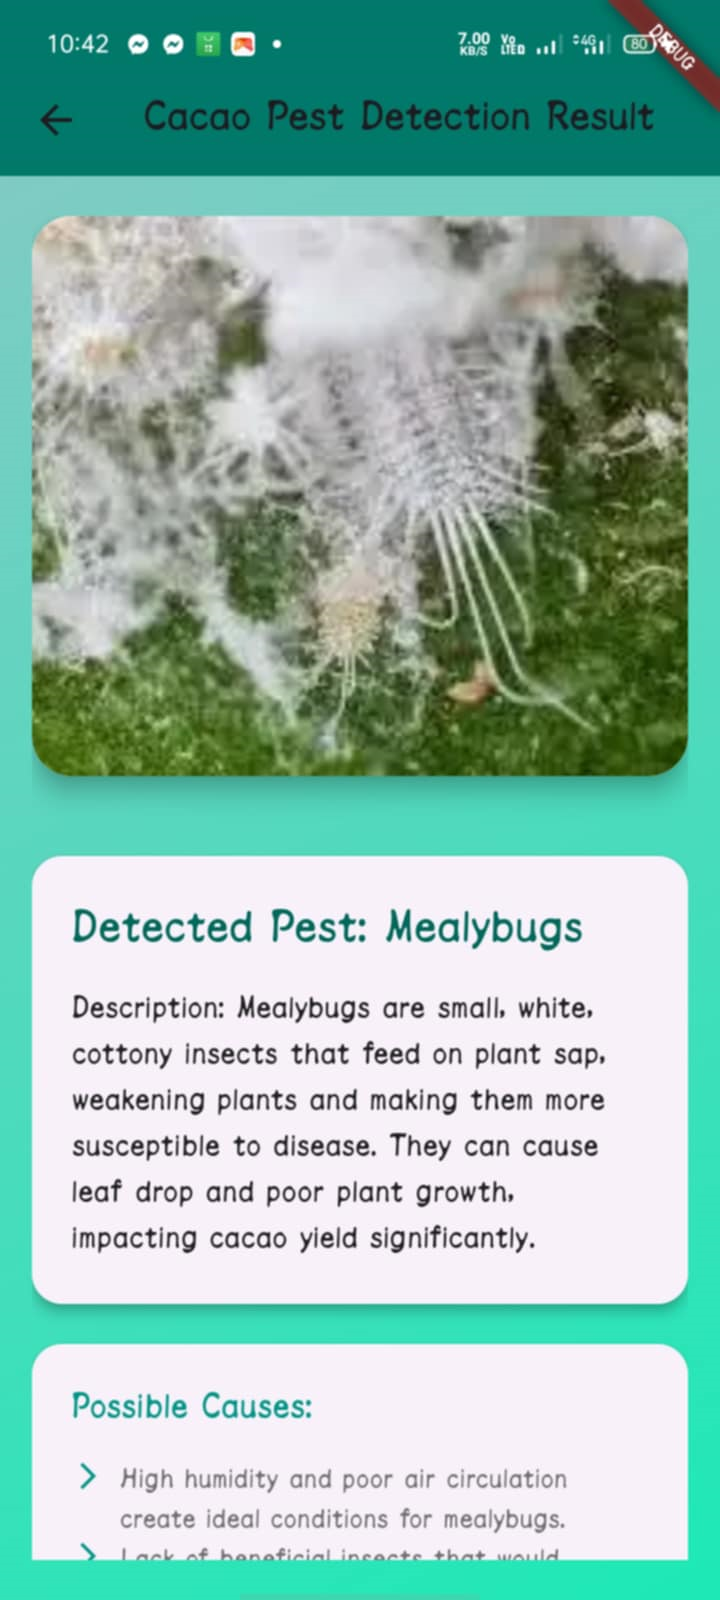 10:42
7.00
KB/S
Vo
LTED
4G
80
DEBUG
Cacao Pest Detection Result
Detected Pest: Mealybugs
Description: Mealybugs are small, white,
cottony insects that feed on plant sap,
weakening plants and making them more
susceptible to disease. They can cause
leaf drop and poor plant growth,
impacting cacao yield significantly.
Possible Causes:
High humidity and poor air circulation
create ideal conditions for mealybugs.
Lack of beneficial insects that would